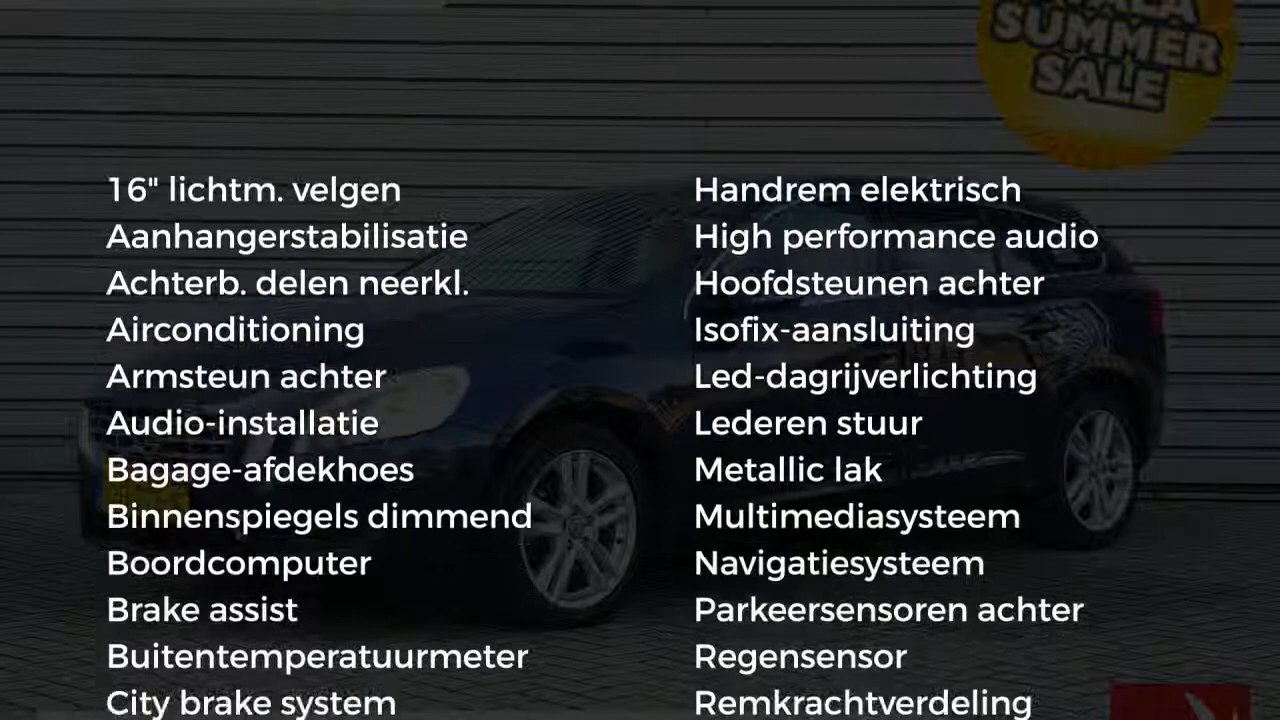 SUMMER
SALE
16" lichtm. velgen
Aanhangerstabilisatie
Achterb. delen neerkl.
Airconditioning
Armsteun achter
Audio-installatie
Bagage-afdekhoes
Binnenspiegels dimmend
Boordcomputer
Brake assist
Buitentemperatuurmeter
City brake system
Handrem elektrisch
High performance audio
Hoofdsteunen achter
Isofix-aansluiting
Led-dagrijverlichting
Lederen stuur
Metallic lak
Multimediasysteem
Navigatiesysteem
Parkeersensoren achter
Regensensor
Remkrachtverdeling